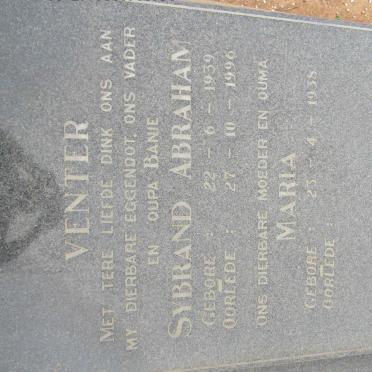 VENTER
MET TERE LIEFDE DINK ONS AAN
MY DIERBARE EGGENOOT, ONS VADER
EN OUPA BANIE
SYBRAND ABRAHAM
GEBORE : 22 - 6 - 1939
OORLEDE : 27 - 10 - 1996
ONS DIERBARE MOEDER EN OUMA
MARIA
GEBORE : 23 - 4 - 1938
OORLEDE :